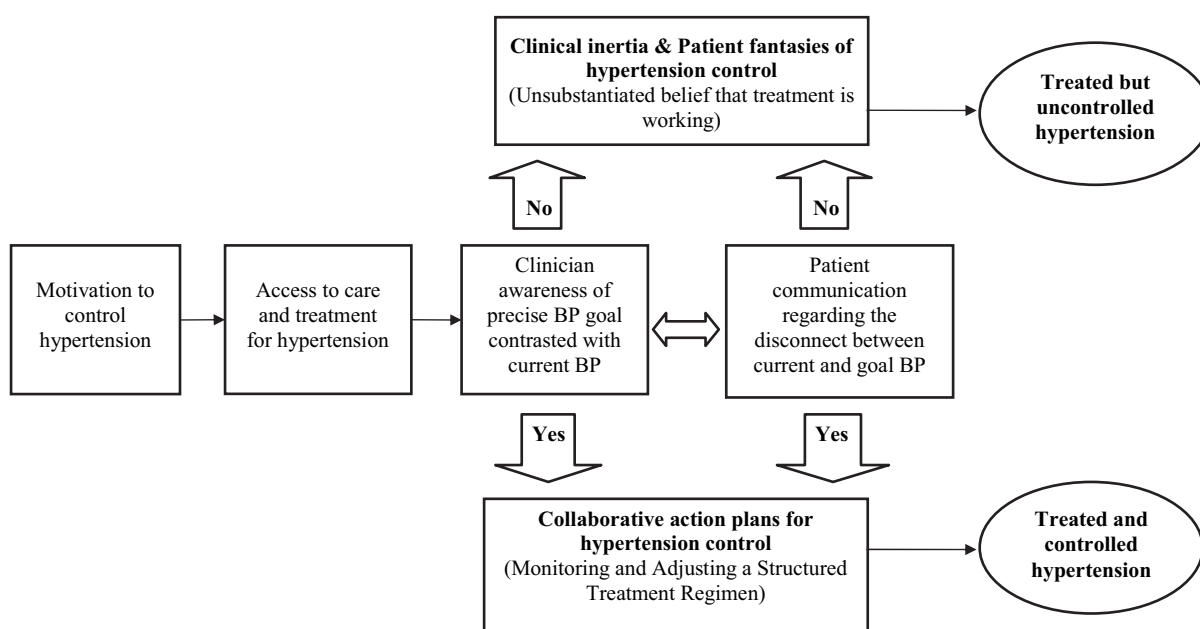 Clinical inertia & Patient fantasies of
hypertension control
(Unsubstantiated belief that treatment is
working)
Treated but
uncontrolled
hypertension
No
No
Motivation to
control
hypertension
Access to care
and treatment
for hypertension
Clinician
awareness of
precise BP goal
contrasted with
current BP
Patient
communication
regarding the
disconnect between
current and goal BP
Yes
Yes
Collaborative action plans for
hypertension control
(Monitoring and Adjusting a Structured
Treatment Regimen)
Treated and
controlled
hypertension